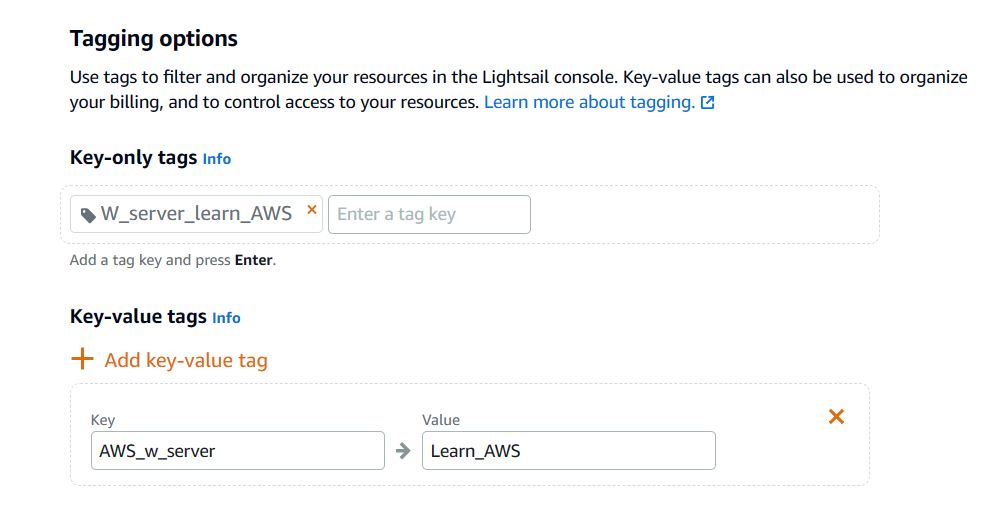 Tagging options
Use tags to filter and organize your resources in the Lightsail console. Key-value tags can also be used to organize
your billing, and to control access to your resources. Learn more about tagging.
Key-only tags Info
W_server_learn_AWS × Enter a tag key
Add a tag key and press Enter.
Key-value tags Info
+ Add key-value tag
Key Value
AWS_w_server Learn_AWS